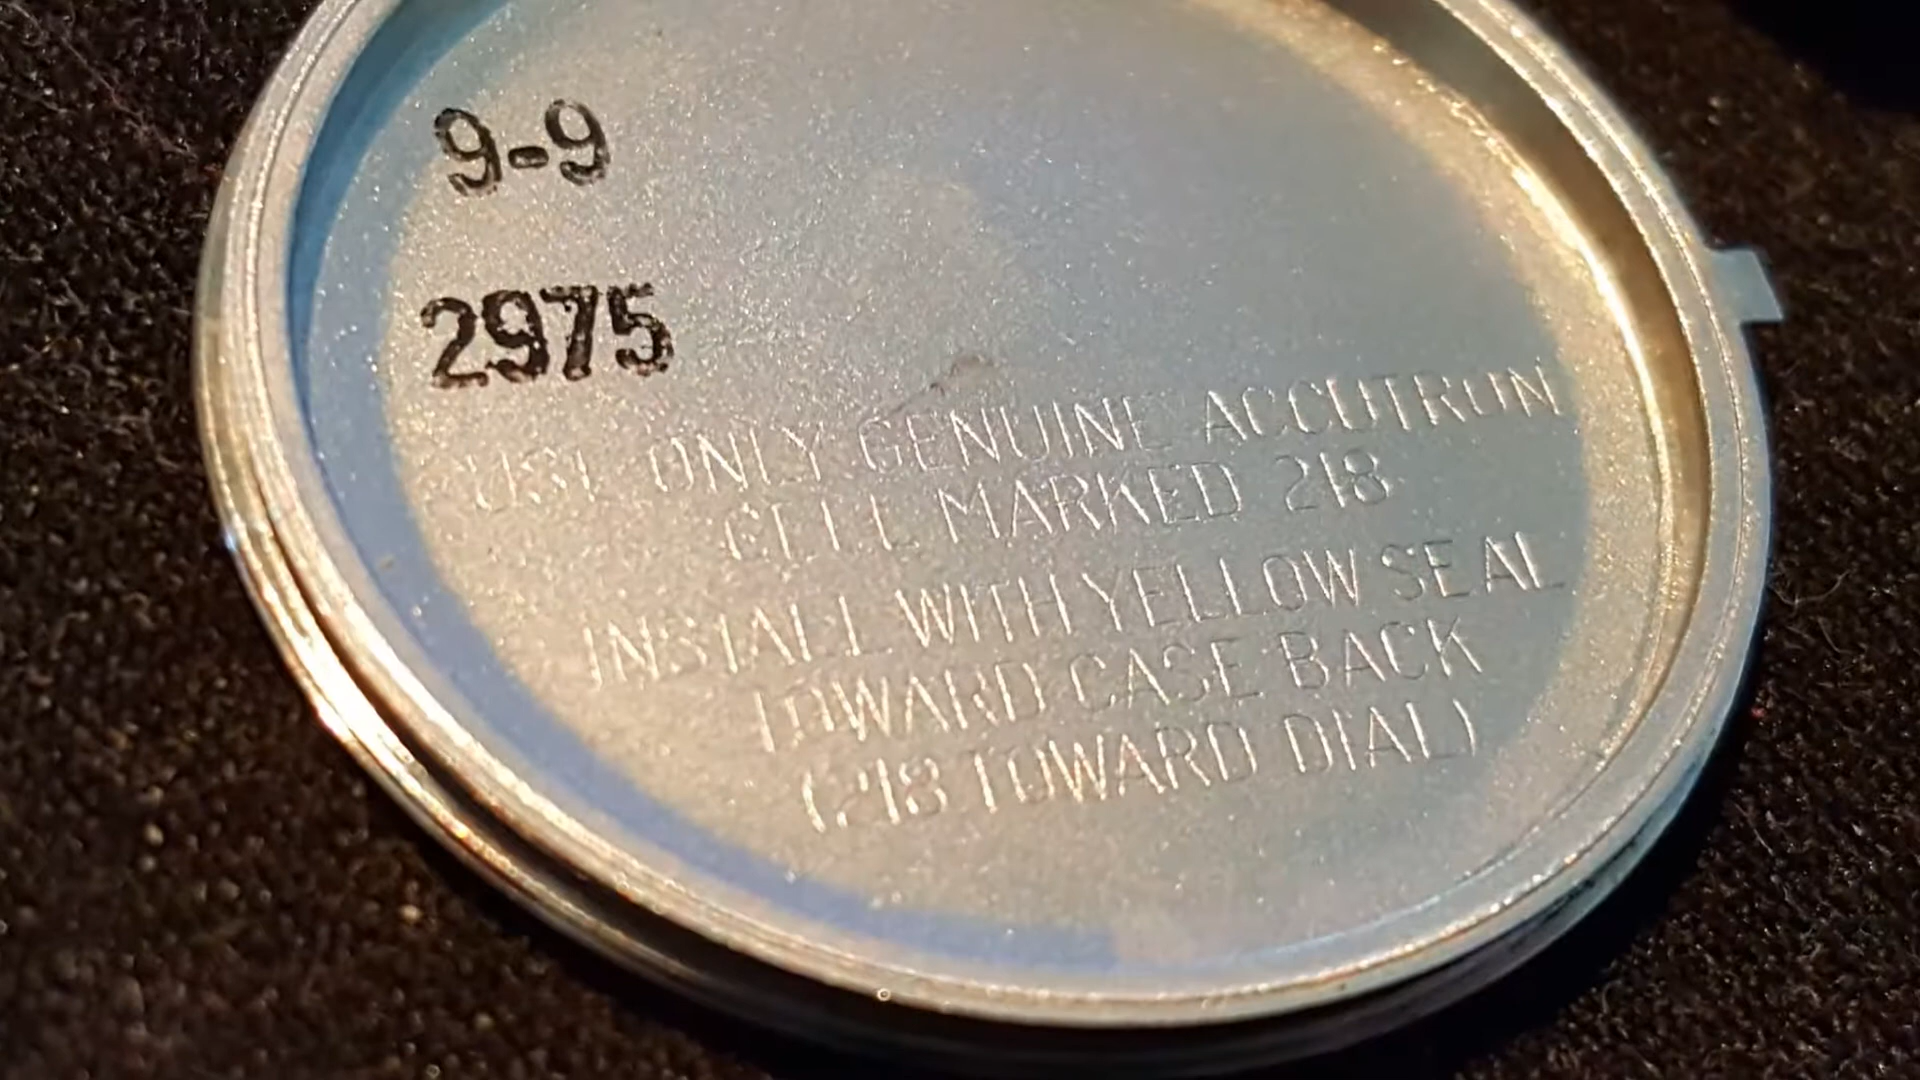 9-9
2975
USE ONLY GENUINE ACCUTRON
CELL MARKED 218
INSTALL WITH YELLOW SEAL
TOWARD CASE BACK
(218 TOWARD DIAL)